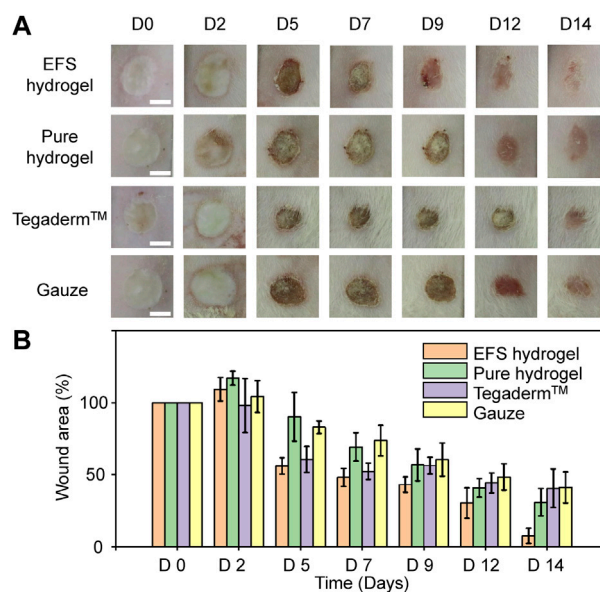 A D0 D2 D5 D7 D9 D12 D14
EFS
hydrogel
Pure
hydrogel
Tegaderm™
Gauze
B
EFS hydrogel
Pure hydrogel
Tegaderm™
Gauze
Wound area (%)
100
50
0
D 0 D 2 D 5 D 7 D 9 D 12 D 14
Time (Days)